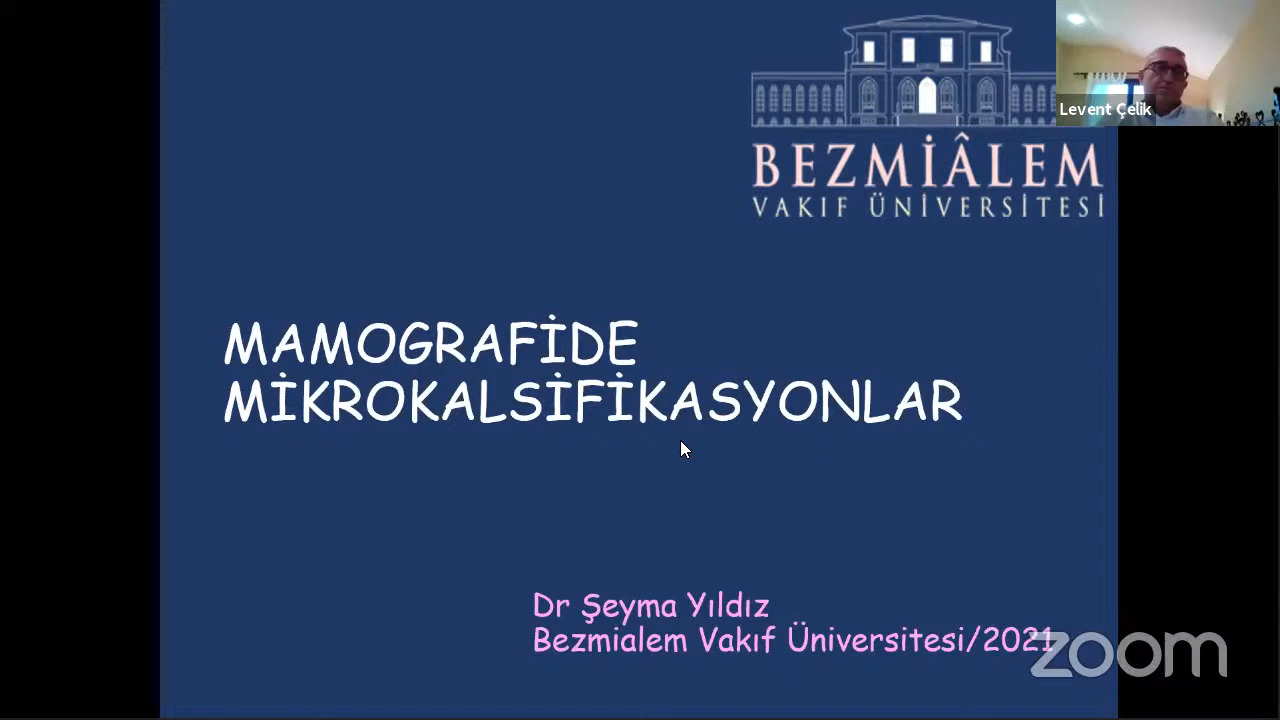 BEZMİÂLEM
VAKIF ÜNİVERSİTESİ
Levent Çelik
MAMOGRAFİDE
MİKROKALSİFİKASYONLAR
Dr Şeyma Yıldız
Bezmialem Vakıf Üniversitesi/2021
zoom